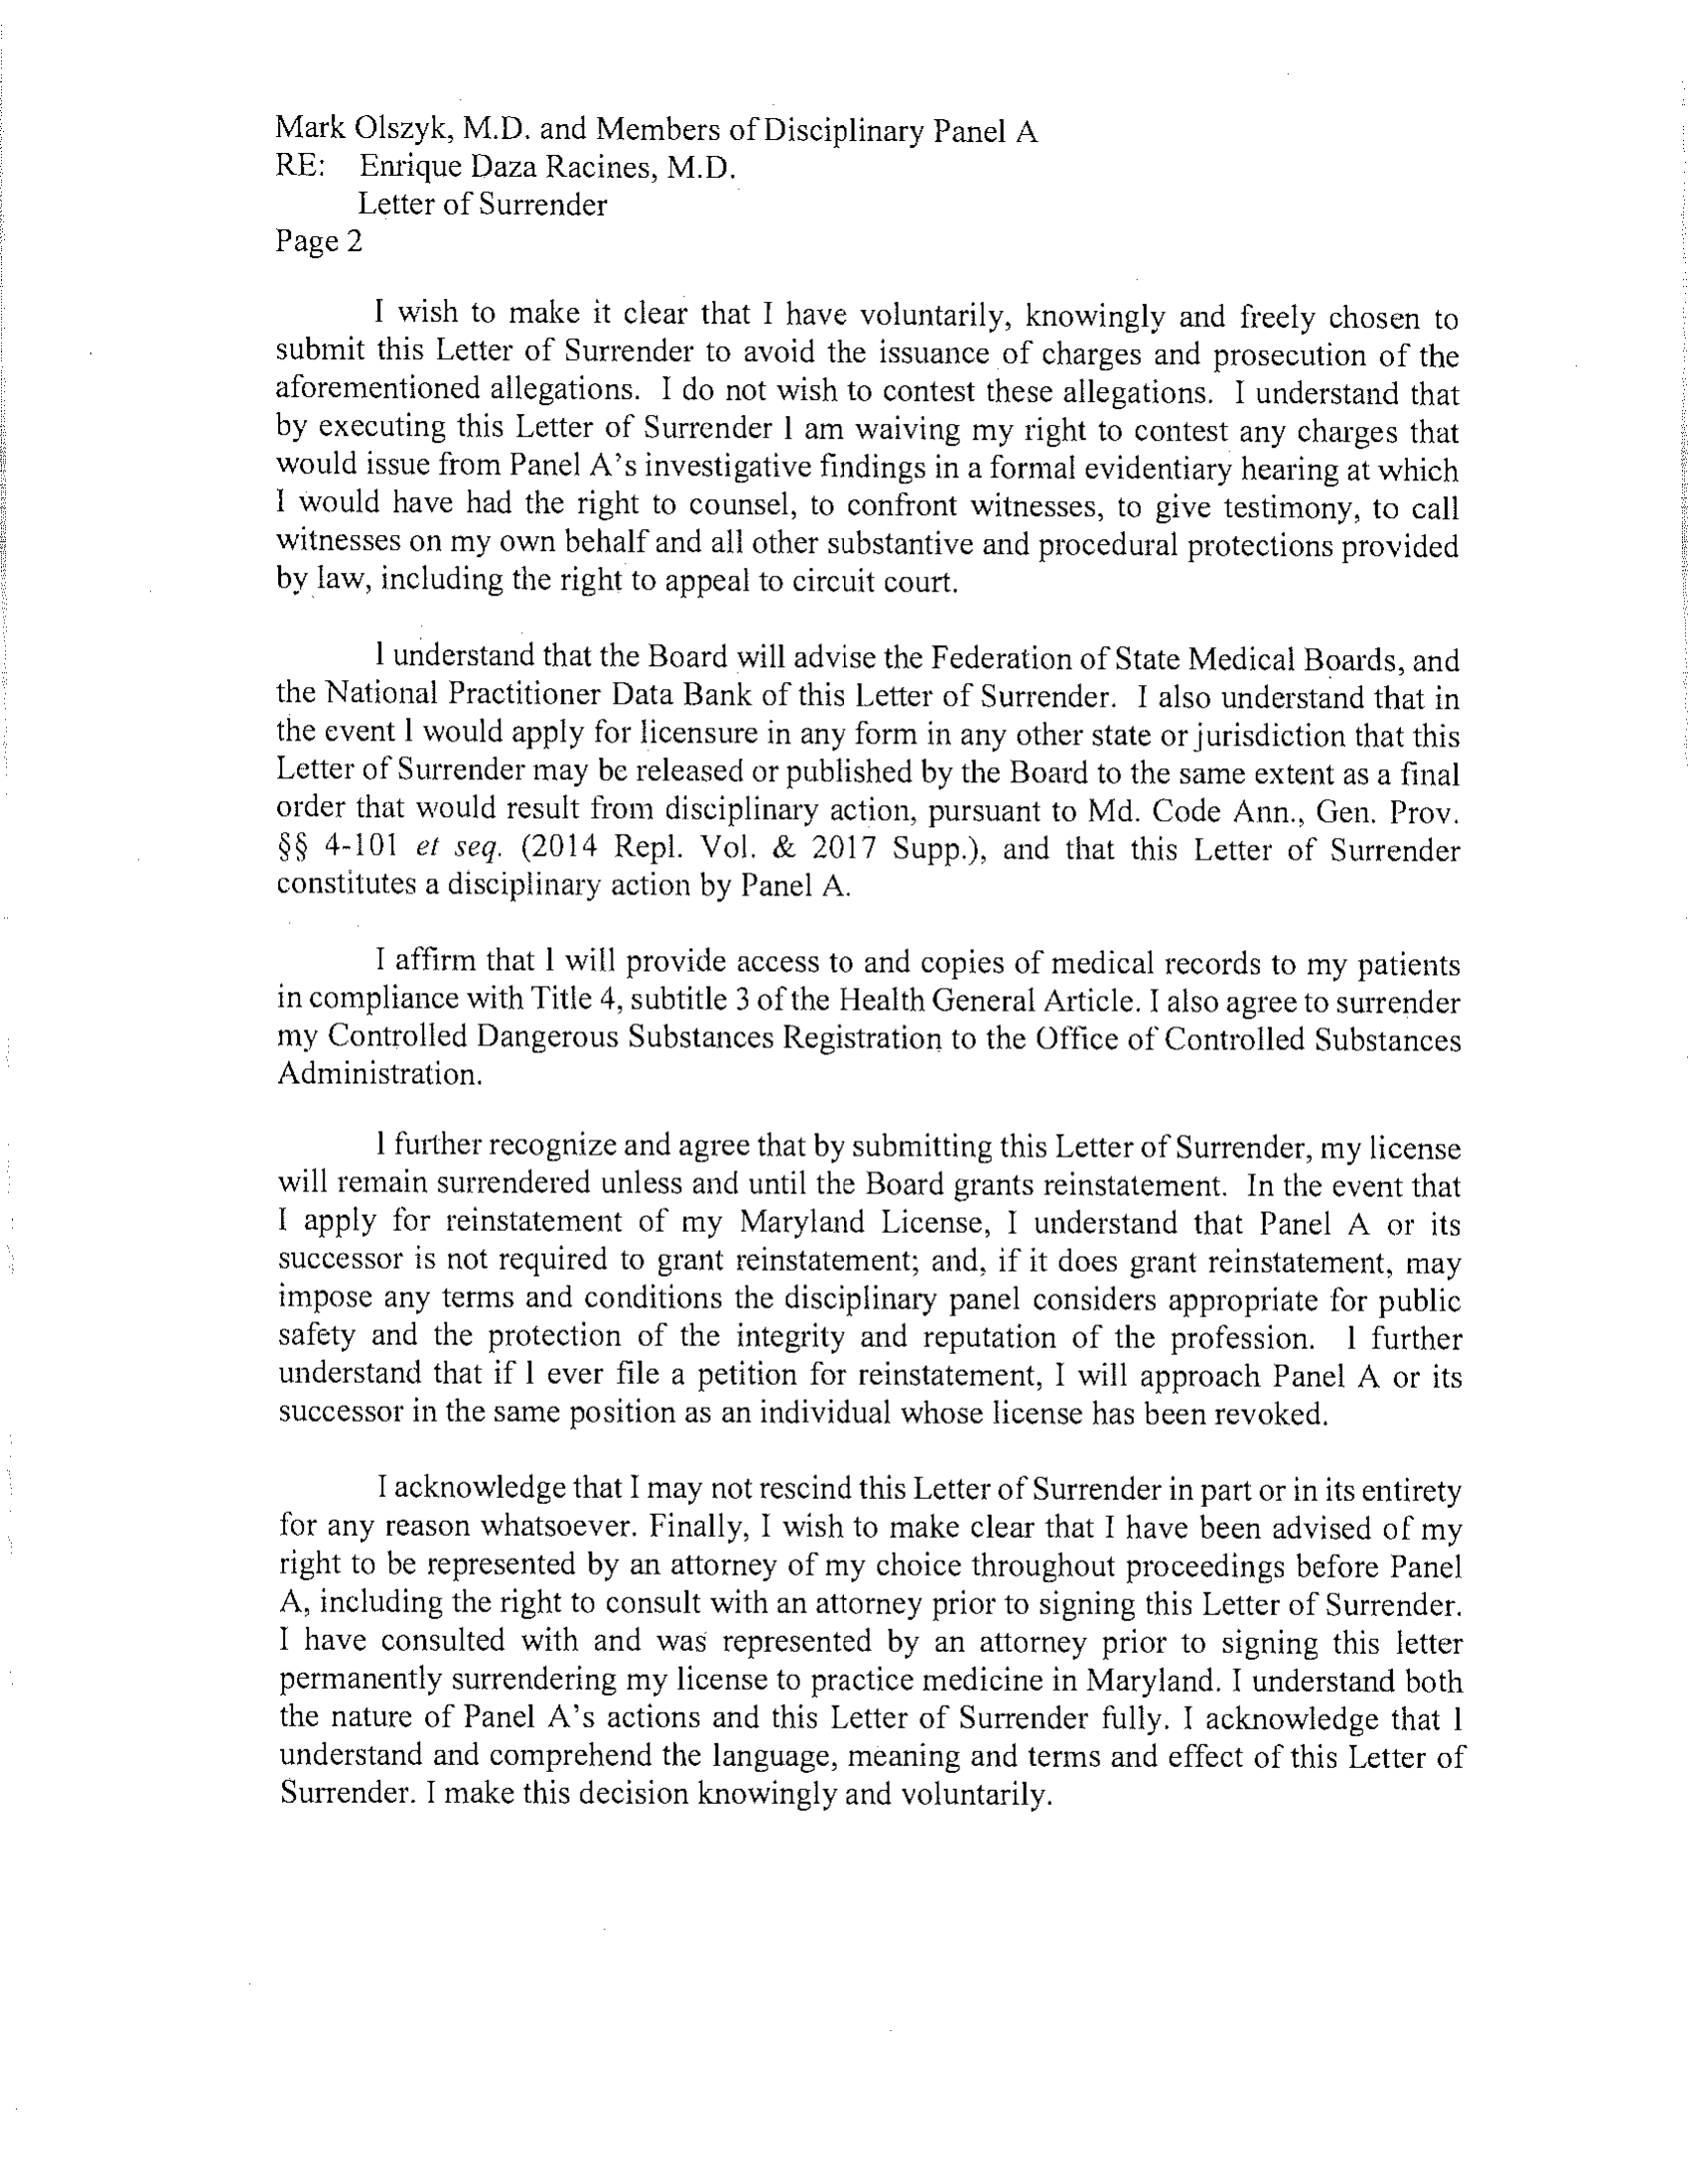 Mark Olszyk, M.D. and Members of Disciplinary Panel A
RE: Enrique Daza Racines, M.D.
Letter of Surrender
Page 2
I wish to make it clear that I have voluntarily, knowingly and freely chosen to
submit this Letter of Surrender to avoid the issuance of charges and prosecution of the
aforementioned allegations. I do not wish to contest these allegations. I understand that
by executing this Letter of Surrender I am waiving my right to contest any charges that
would issue from Panel A's investigative findings in a formal evidentiary hearing at which
I would have had the right to counsel, to confront witnesses, to give testimony, to call
witnesses on my own behalf and all other substantive and procedural protections provided
by law, including the right to appeal to circuit court.
I understand that the Board will advise the Federation of State Medical Boards, and
the National Practitioner Data Bank of this Letter of Surrender. I also understand that in
the event I would apply for licensure in any form in any other state or jurisdiction that this
Letter of Surrender may be released or published by the Board to the same extent as a final
order that would result from disciplinary action, pursuant to Md. Code Ann., Gen. Prov.
§§ 4-101 et seq. (2014 Repl. Vol. & 2017 Supp.), and that this Letter of Surrender
constitutes a disciplinary action by Panel A.
I affirm that I will provide access to and copies of medical records to my patients
in compliance with Title 4, subtitle 3 of the Health General Article. I also agree to surrender
my Controlled Dangerous Substances Registration to the Office of Controlled Substances
Administration.
I further recognize and agree that by submitting this Letter of Surrender, my license
will remain surrendered unless and until the Board grants reinstatement. In the event that
I apply for reinstatement of my Maryland License, I understand that Panel A or its
successor is not required to grant reinstatement; and, if it does grant reinstatement, may
impose any terms and conditions the disciplinary panel considers appropriate for public
safety and the protection of the integrity and reputation of the profession. I further
understand that if I ever file a petition for reinstatement, I will approach Panel A or its
successor in the same position as an individual whose license has been revoked.
I acknowledge that I may not rescind this Letter of Surrender in part or in its entirety
for any reason whatsoever. Finally, I wish to make clear that I have been advised of my
right to be represented by an attorney of my choice throughout proceedings before Panel
A, including the right to consult with an attorney prior to signing this Letter of Surrender.
I have consulted with and was represented by an attorney prior to signing this letter
permanently surrendering my license to practice medicine in Maryland. I understand both
the nature of Panel A's actions and this Letter of Surrender fully. I acknowledge that I
understand and comprehend the language, meaning and terms and effect of this Letter of
Surrender. I make this decision knowingly and voluntarily.